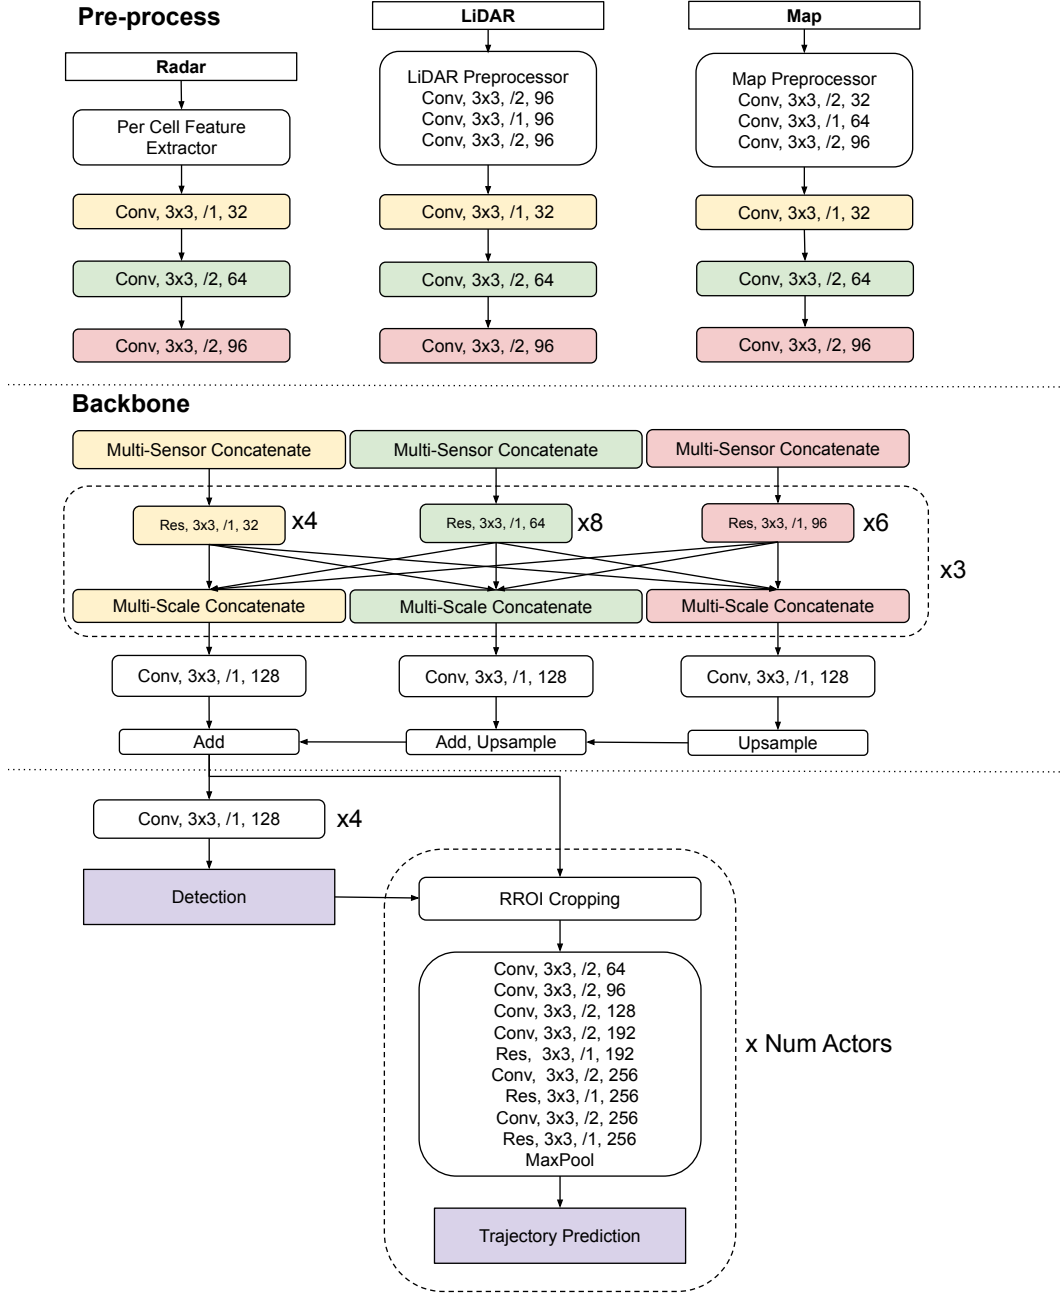 Pre-process
LiDAR
Map
Radar
LiDAR Preprocessor
Conv, 3x3, /2, 96
Conv, 3x3, /1, 96
Conv, 3x3, /2, 96
Map Preprocessor
Conv, 3x3, /2, 32
Conv, 3x3, /1, 64
Conv, 3x3, /2, 96
Per Cell Feature
Extractor
Conv, 3x3, /1, 32
Conv, 3x3, /1, 32
Conv, 3x3, /1, 32
Conv, 3x3, /2, 64
Conv, 3x3, /2, 64
Conv, 3x3, /2, 64
Conv, 3x3, /2, 96
Conv, 3x3, /2, 96
Conv, 3x3, /2, 96
Backbone
Multi-Sensor Concatenate
Multi-Sensor Concatenate
Multi-Sensor Concatenate
Res, 3x3, /1, 32
x4
Res, 3x3, /1, 64
x8
Res, 3x3, /1, 96
x6
x3
Multi-Scale Concatenate
Multi-Scale Concatenate
Multi-Scale Concatenate
Conv, 3x3, /1, 128
Conv, 3x3, /1, 128
Conv, 3x3, /1, 128
Add
Add, Upsample
Upsample
Conv, 3x3, /1, 128
x4
Detection
RROI Cropping
Conv, 3x3, /2, 64
Conv, 3x3, /2, 96
Conv, 3x3, /2, 128
Conv, 3x3, /2, 192
Res, 3x3, /1, 192
Conv, 3x3, /2, 256
Res, 3x3, /1, 256
Conv, 3x3, /2, 256
Res, 3x3, /1, 256
MaxPool
x Num Actors
Trajectory Prediction